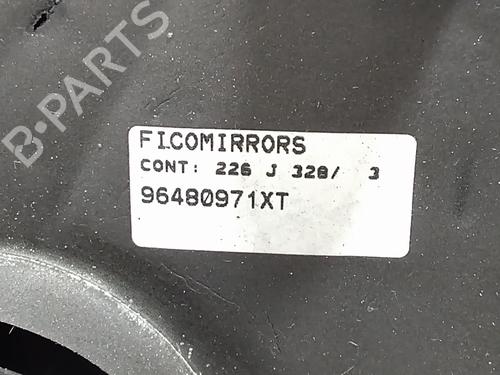 B-PARTS
FICOMIRRORS
CONT: 226 J 328/ 3
96480971XT